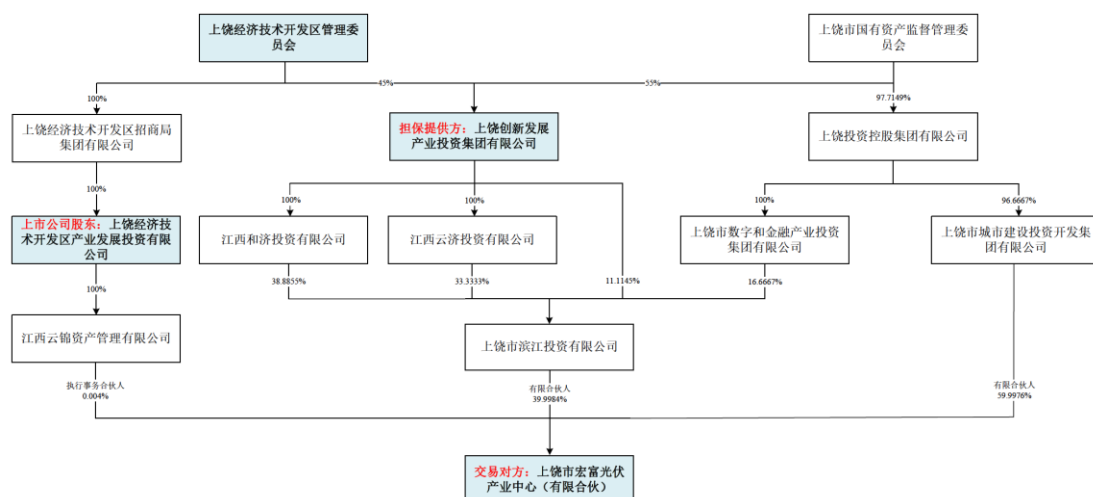 上饶经济技术开发区管理委
员会
上饶市国有资产监督管理委
员会
45%
55%
100%
97.7149%
上饶经济技术开发区招商局
集团有限公司
担保提供方：上饶创新发展
产业投资集团有限公司
上饶投资控股集团有限公司
100%
100%
100%
100%
96.6667%
上市公司股东：上饶经济技
术开发区产业发展投资有限
公司
江西和济投资有限公司
江西云济投资有限公司
上饶市数字和金融产业投资
集团有限公司
上饶市城市建设投资开发集
团有限公司
100%
38.8855%
33.3333%
11.1145%
16.6667%
江西云锦资产管理有限公司
上饶市滨江投资有限公司
执行事务合伙人
0.004%
有限合伙人
39.9984%
有限合伙人
59.9976%
交易对方：上饶市宏富光伏
产业中心（有限合伙）